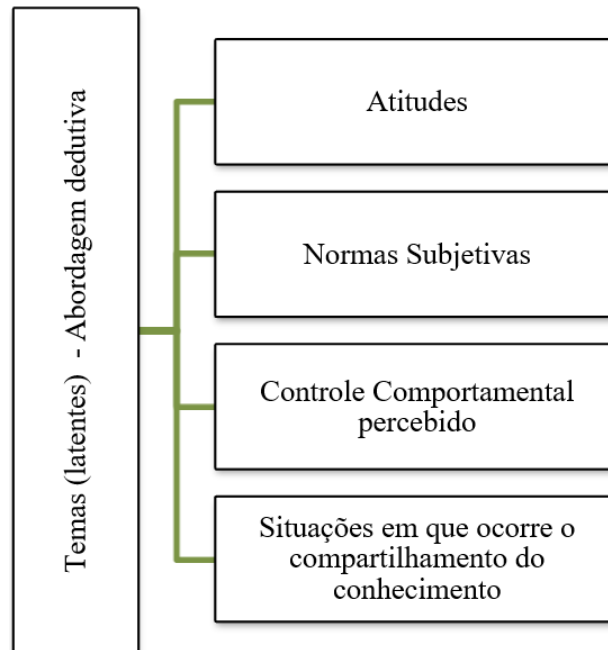 Temas (latentes) - Abordagem dedutiva
Atitudes
Normas Subjetivas
Controle Comportamental
percebido
Situações em que ocorre o
compartilhamento do
conhecimento